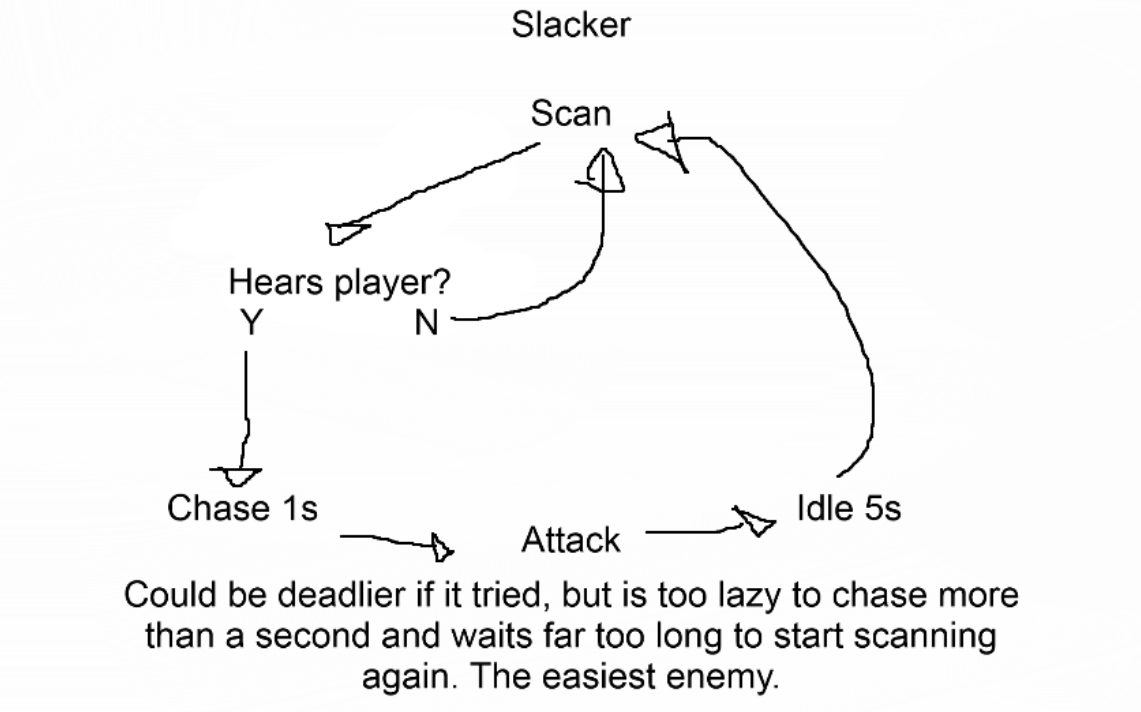 Slacker
Scan
Hears player?
Y
N
Chase 1s
Attack
Idle 5s
Could be deadlier if it tried, but is too lazy to chase more
than a second and waits far too long to start scanning
again. The easiest enemy.